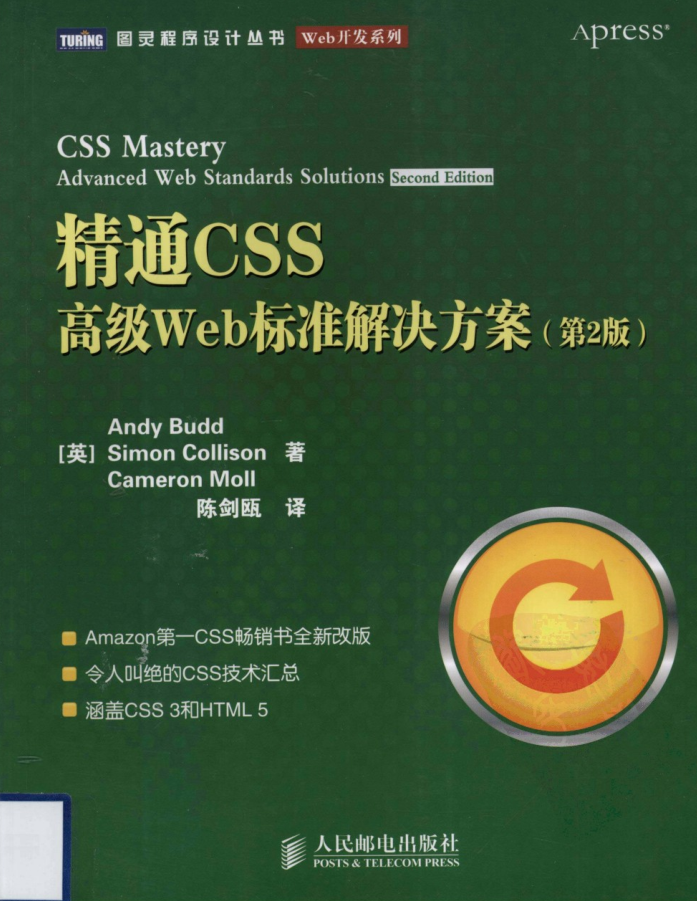 TURING 图灵程序设计丛书 Web开发系列
Apress®
CSS Mastery
Advanced Web Standards Solutions Second Edition
精通CSS
高级Web标准解决方案（第2版）
Andy Budd
[英] Simon Collison 著
Cameron Moll
陈剑瓯 译
Amazon第一CSS畅销书全新改版
令人叫绝的CSS技术汇总
涵盖CSS 3和HTML 5
人民邮电出版社
POSTS & TELECOM PRESS